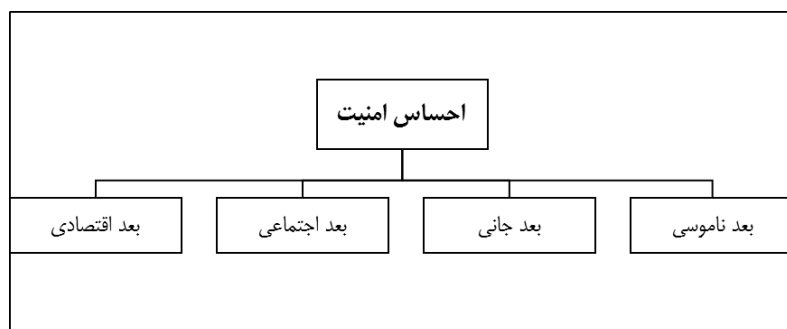 احساس امنیت
بعد ناموسی
بعد جانی
بعد اجتماعی
بعد اقتصادی